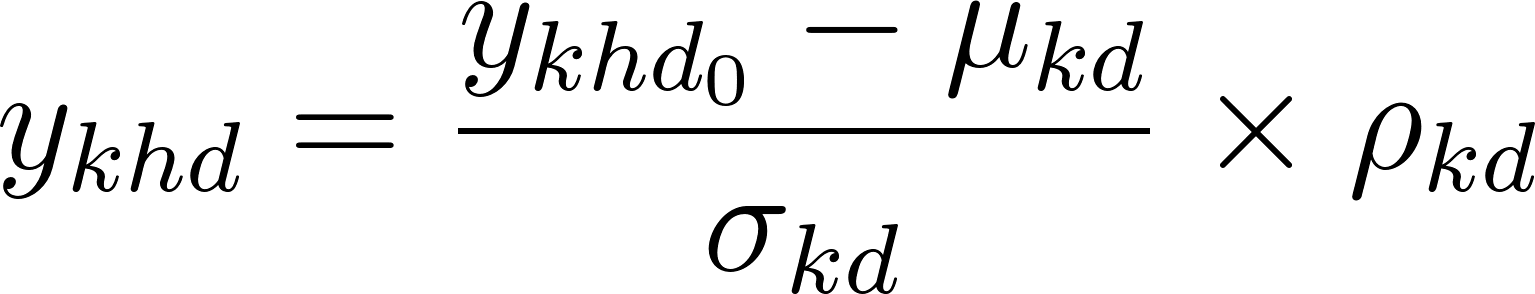 y_{khd} = \frac{y_{khd_0} - \mu_{kd}}{\sigma_{kd}} \times \rho_{kd}